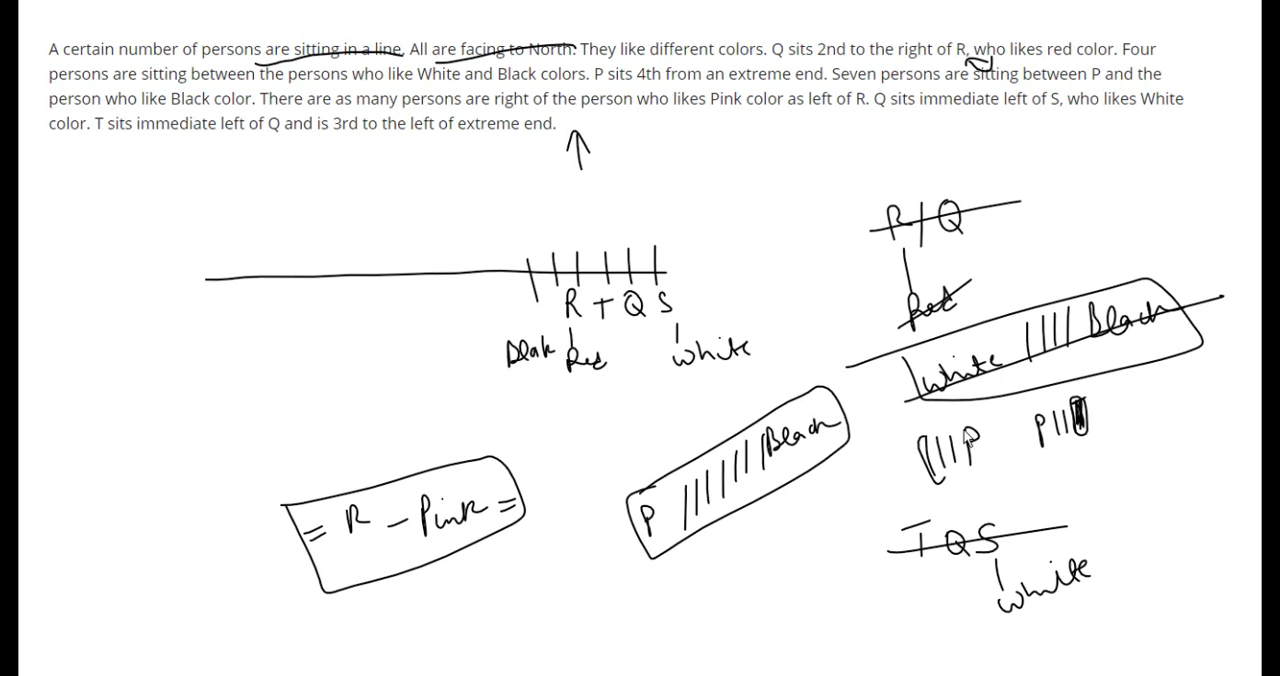 A certain number of persons are sitting in a line. All are facing to North. They like different colors. Q sits 2nd to the right of R, who likes red color. Four
persons are sitting between the persons who like White and Black colors. P sits 4th from an extreme end. Seven persons are sitting between P and the
person who like Black color. There are as many persons are right of the person who likes Pink color as left of R. Q sits immediate left of S, who likes White
color. T sits immediate left of Q and is 3rd to the left of extreme end.
R / Q
Red
R T Q S
Red white
White |||| Black
P ||||||| Black
|||P P||
= R - Pink =
T Q S
white